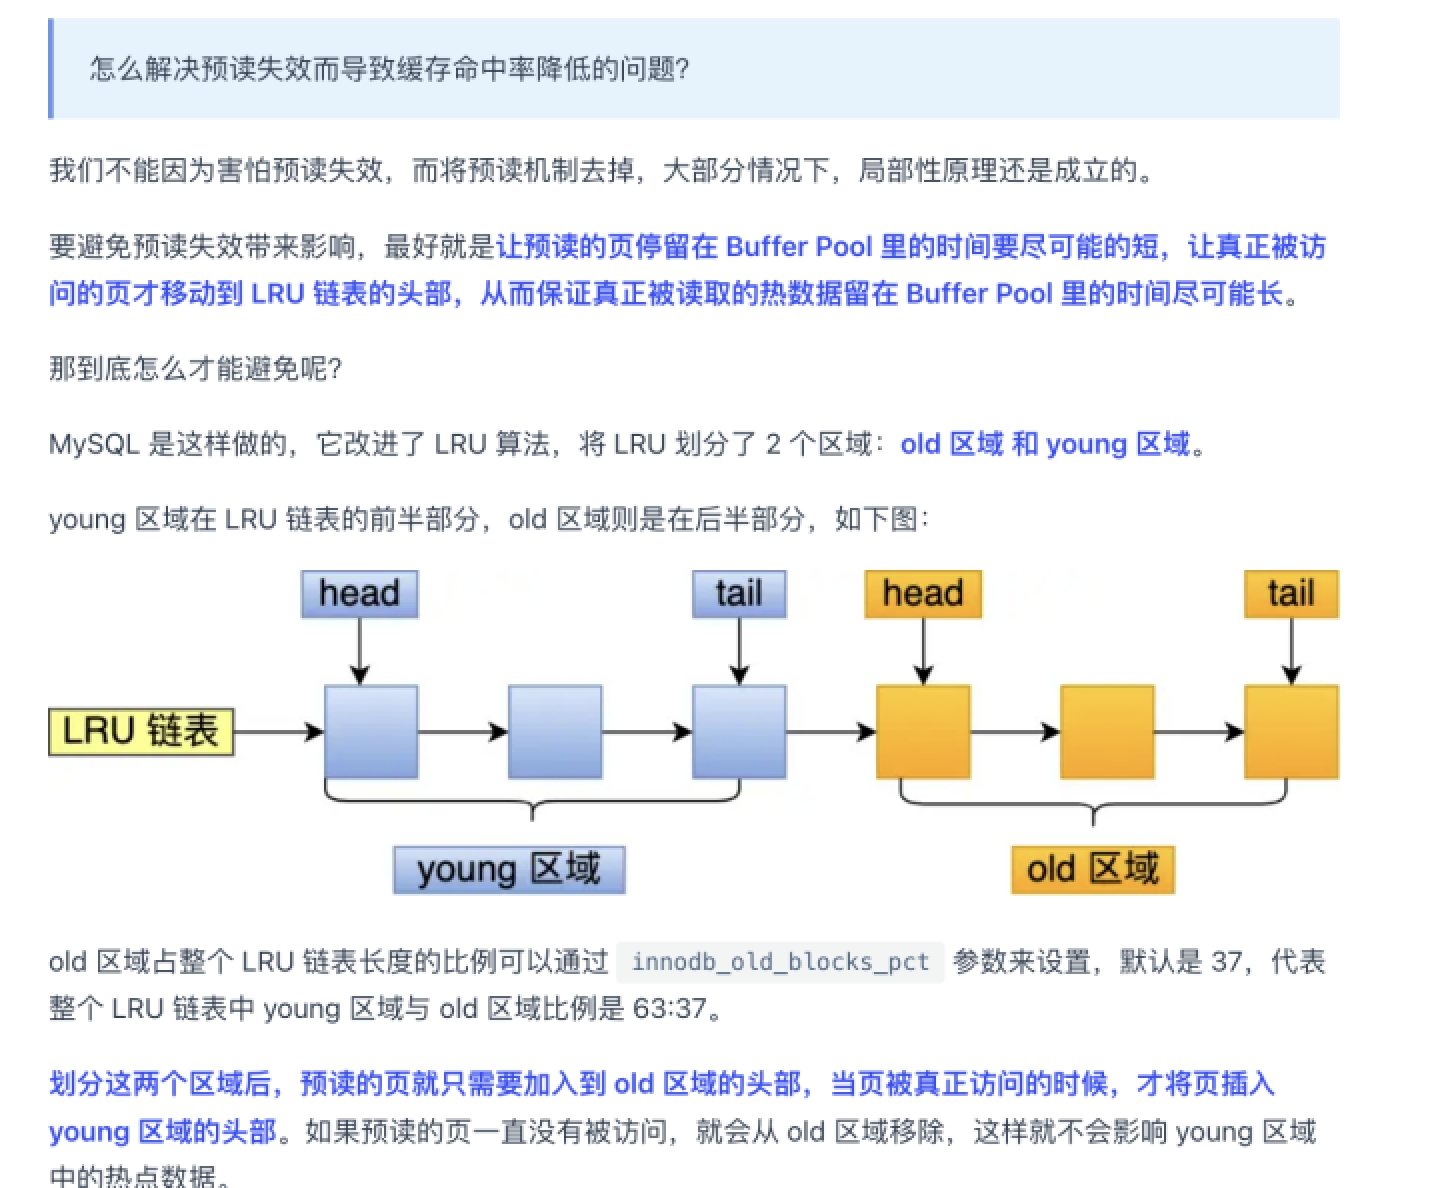 怎么解决预读失效而导致缓存命中率降低的问题？
我们不能因为害怕预读失效，而将预读机制去掉，大部分情况下，局部性原理还是成立的。
要避免预读失效带来影响，最好就是让预读的页停留在 Buffer Pool 里的时间要尽可能的短，让真正被访
问的页才移动到 LRU 链表的头部，从而保证真正被读取的热数据留在 Buffer Pool 里的时间尽可能长。
那到底怎么才能避免呢？
MySQL 是这样做的，它改进了 LRU 算法，将 LRU 划分了 2 个区域：old 区域 和 young 区域。
young 区域在 LRU 链表的前半部分，old 区域则是在后半部分，如下图：
head tail head tail
LRU 链表
young 区域 old 区域
old 区域占整个 LRU 链表长度的比例可以通过 innodb_old_blocks_pct 参数来设置，默认是 37，代表
整个 LRU 链表中 young 区域与 old 区域比例是 63:37。
划分这两个区域后，预读的页就只需要加入到 old 区域的头部，当页被真正访问的时候，才将页插入
young 区域的头部。如果预读的页一直没有被访问，就会从 old 区域移除，这样就不会影响 young 区域
中的热点数据。